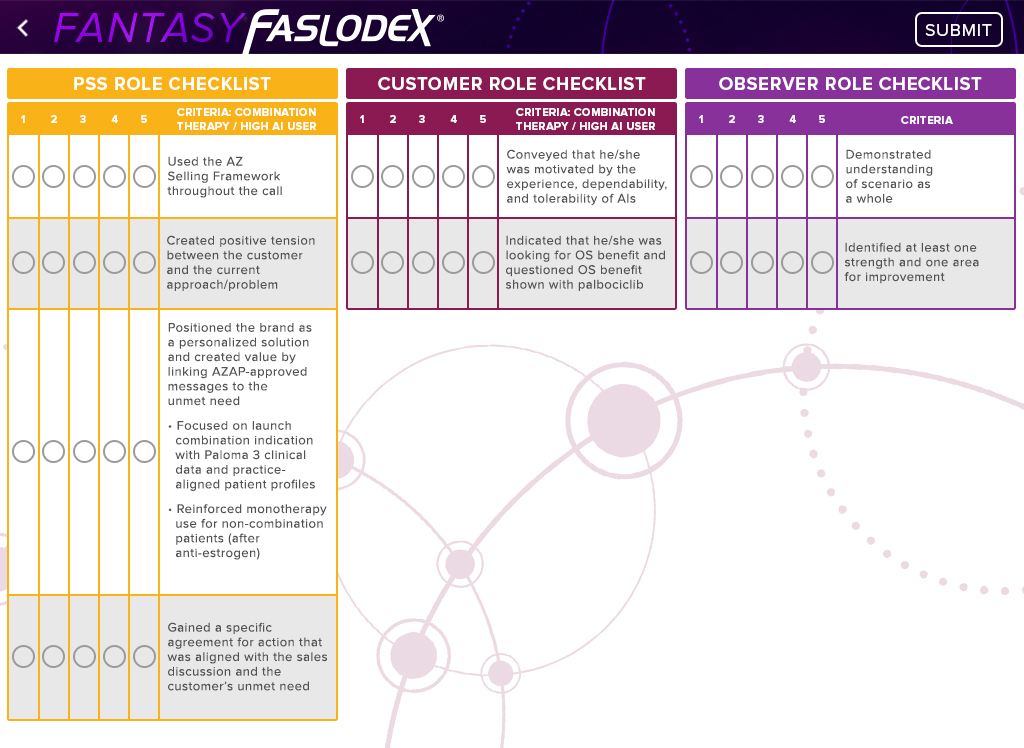 FANTASY FASLODEX®
SUBMIT
PSS ROLE CHECKLIST
1 2 3 4 5
CRITERIA: COMBINATION
THERAPY / HIGH AI USER
Used the AZ
Selling Framework
throughout the call
Created positive tension
between the customer
and the current
approach/problem
Positioned the brand as
a personalized solution
and created value by
linking AZAP-approved
messages to the
unmet need
• Focused on launch
combination indication
with Paloma 3 clinical
data and practice-
aligned patient profiles
• Reinforced monotherapy
use for non-combination
patients (after
anti-estrogen)
Gained a specific
agreement for action that
was aligned with the sales
discussion and the
customer's unmet need
CUSTOMER ROLE CHECKLIST
1 2 3 4 5
CRITERIA: COMBINATION
THERAPY / HIGH AI USER
Conveyed that he/she
was motivated by the
experience, dependability,
and tolerability of AIs
Indicated that he/she was
looking for OS benefit and
questioned OS benefit
shown with palbociclib
OBSERVER ROLE CHECKLIST
1 2 3 4 5
CRITERIA
Demonstrated
understanding
of scenario as
a whole
Identified at least one
strength and one area
for improvement